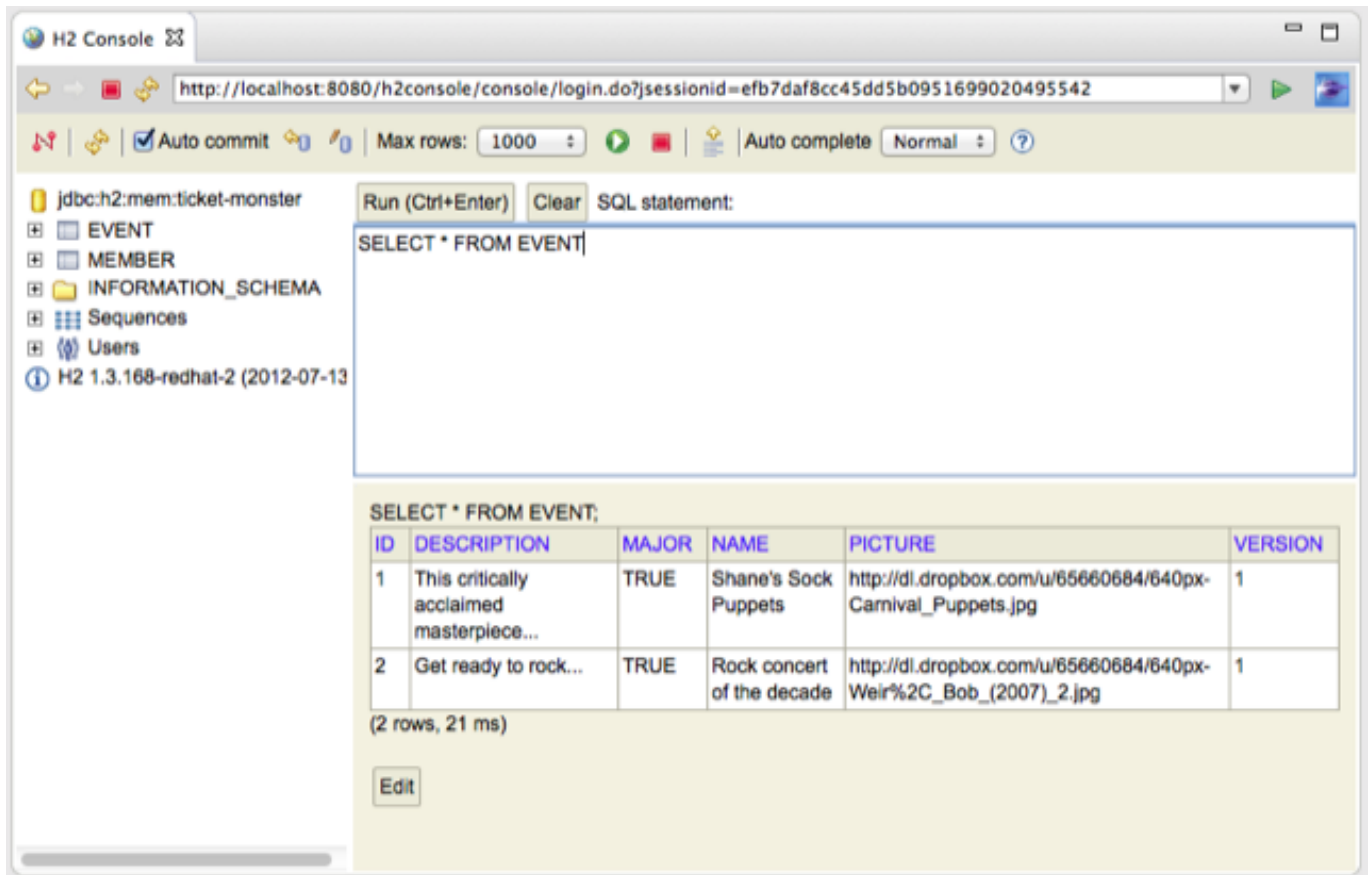 H2 Console
http://localhost:8080/h2console/console/login.do?jsessionid=efb7daf8cc45dd5b0951699020495542
Auto commit Max rows: 1000 Auto complete Normal
jdbc:h2:mem:ticket-monster
EVENT
MEMBER
INFORMATION_SCHEMA
Sequences
Users
H2 1.3.168-redhat-2 (2012-07-13
Run (Ctrl+Enter) Clear SQL statement:
SELECT * FROM EVENT
SELECT * FROM EVENT;
ID DESCRIPTION MAJOR NAME PICTURE VERSION
1 This critically TRUE Shane's Sock http://dl.dropbox.com/u/65660684/640px- 1
acclaimed Puppets Carnival_Puppets.jpg
masterpiece...
2 Get ready to rock... TRUE Rock concert http://dl.dropbox.com/u/65660684/640px- 1
of the decade Weir%2C_Bob_(2007)_2.jpg
(2 rows, 21 ms)
Edit